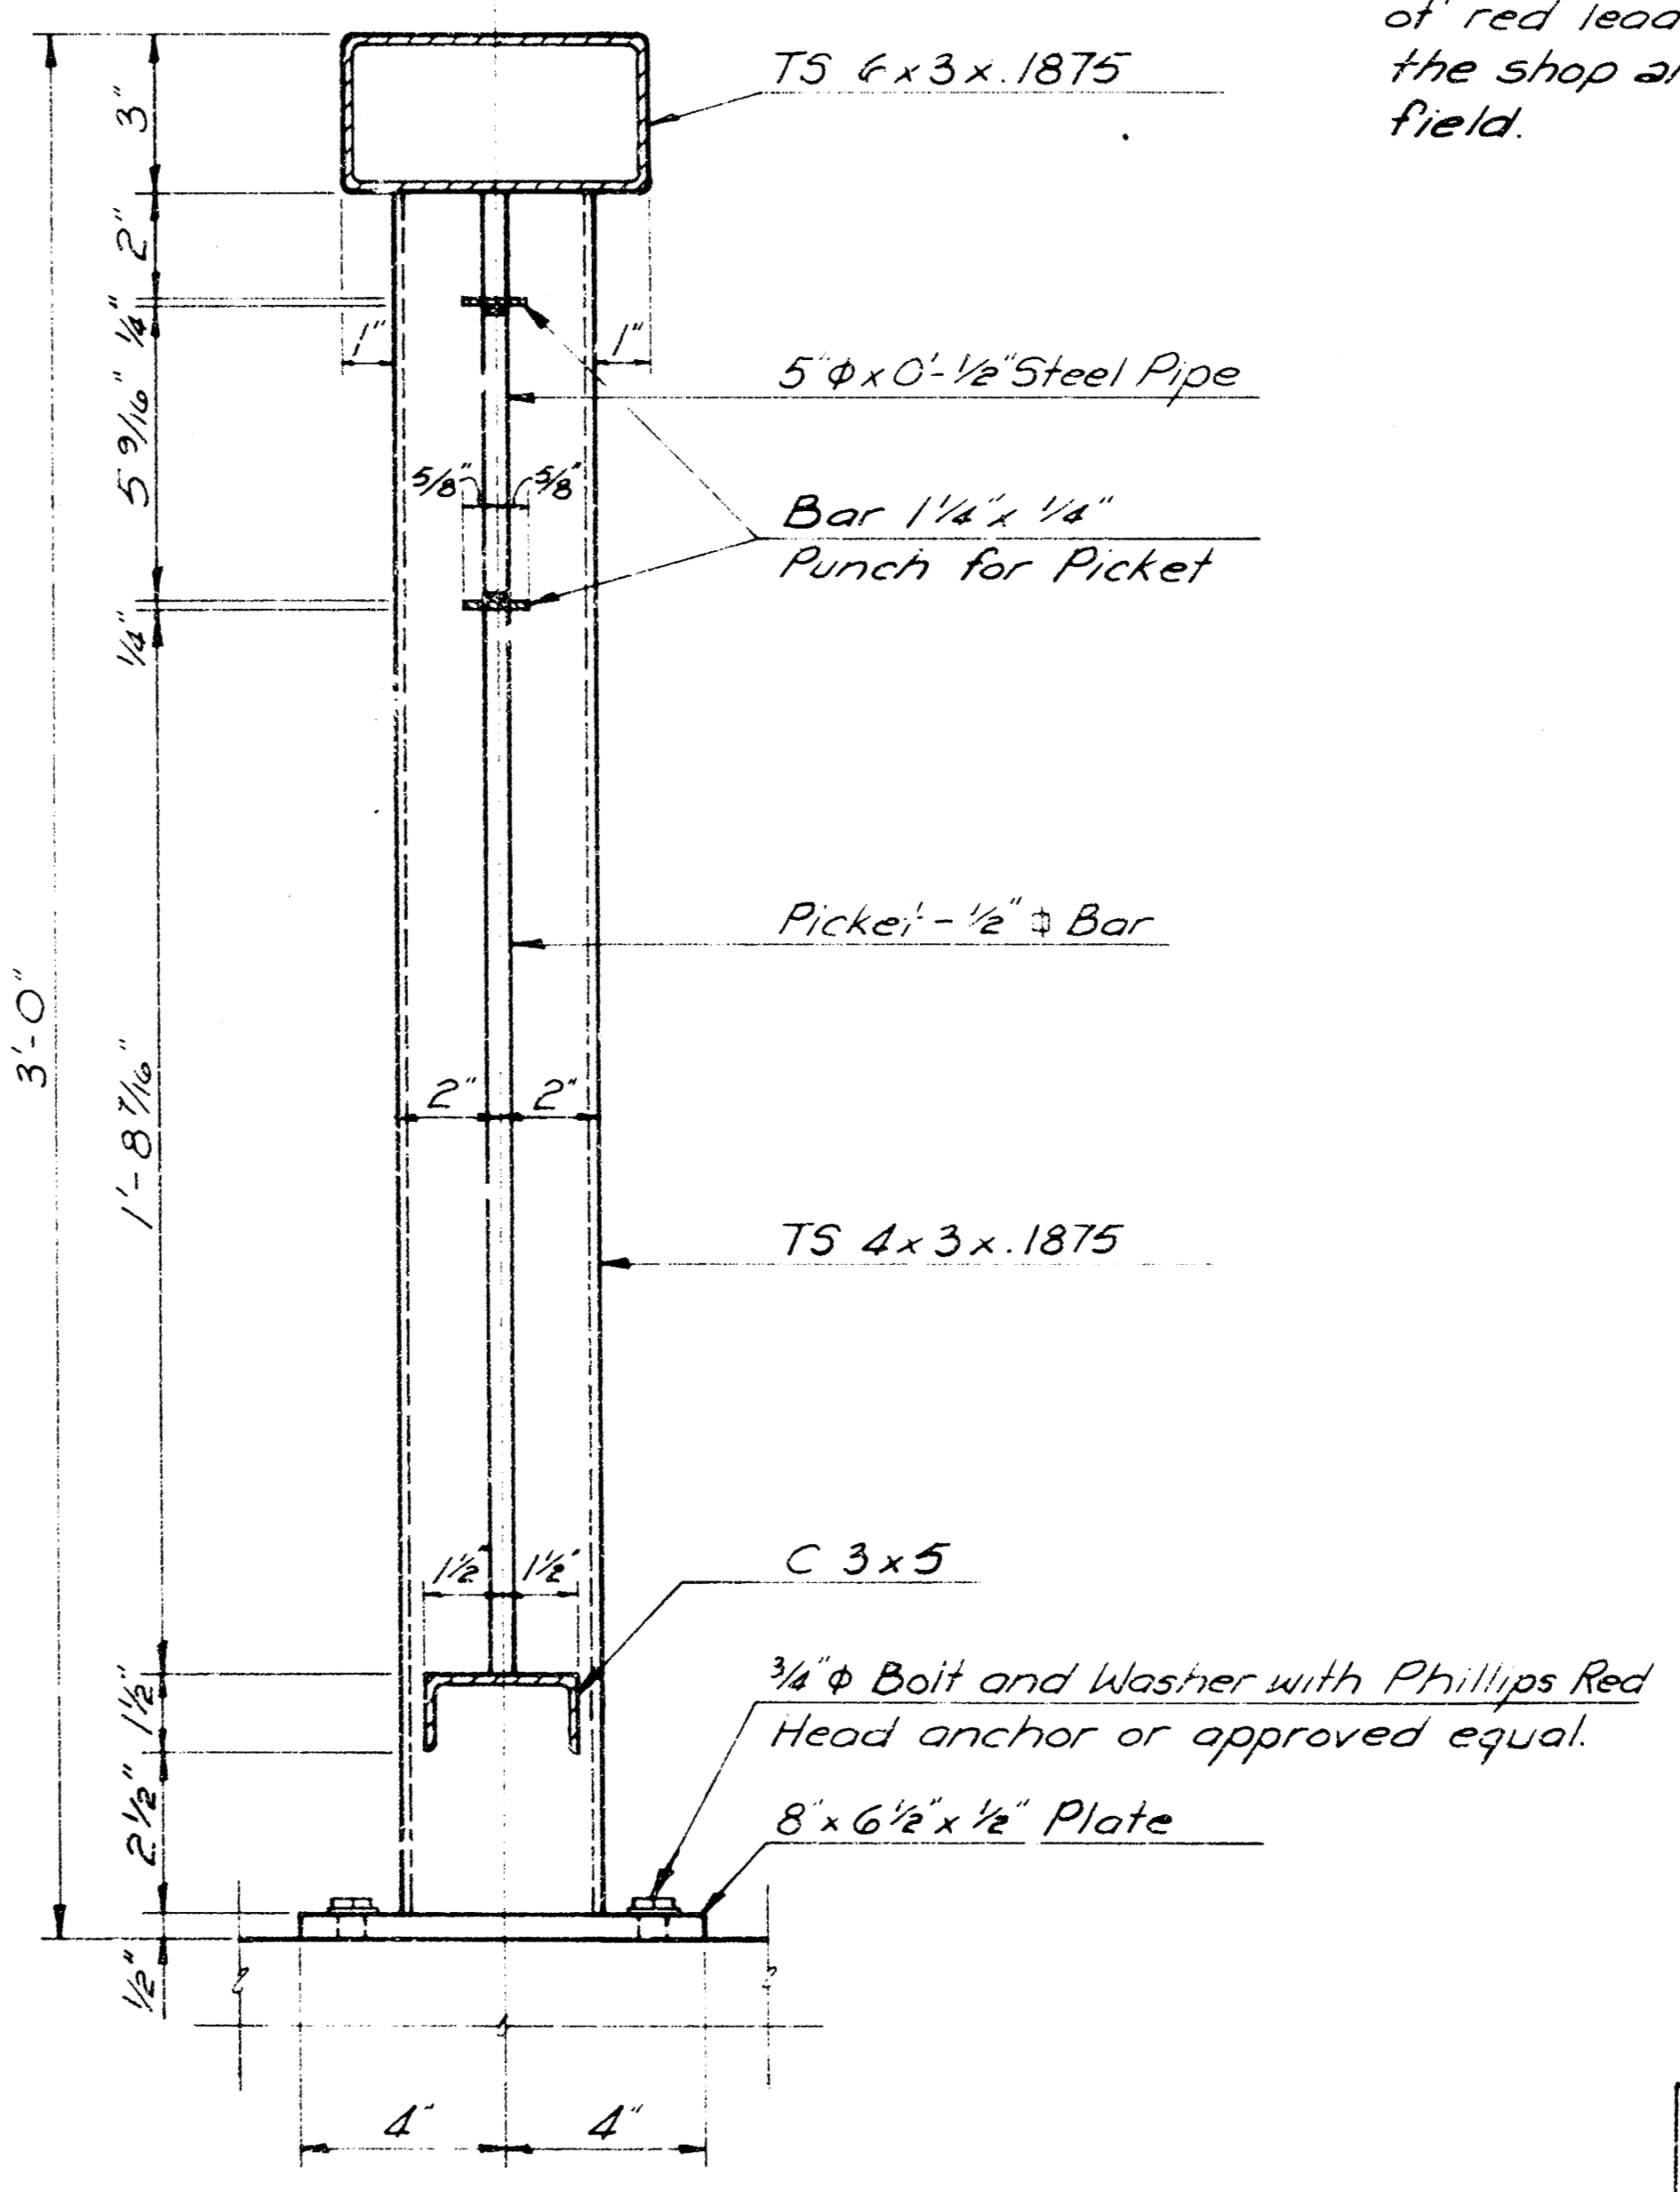 of red lead
the shop
field.
TS 6x3x.1875
3"
2"
1/4"
1"
1"
5 9/16"
5"φx0'-1/2"Steel Pipe
5/8"
5/8"
Bar 1 1/4"x 1/4"
Punch for Picket
1/4"
Picket-1/2" Bar
3'-0"
2"
2"
1'-8 7/16"
TS 4x3x.1875
1 1/2"
1 1/2"
C 3x5
3/4"φ Bolt and Washer with Phillips Red
Head anchor or approved equal.
1 1/2"
8"x6 1/2"x 1/2" Plate
2 1/2"
1/2"
4"
4"